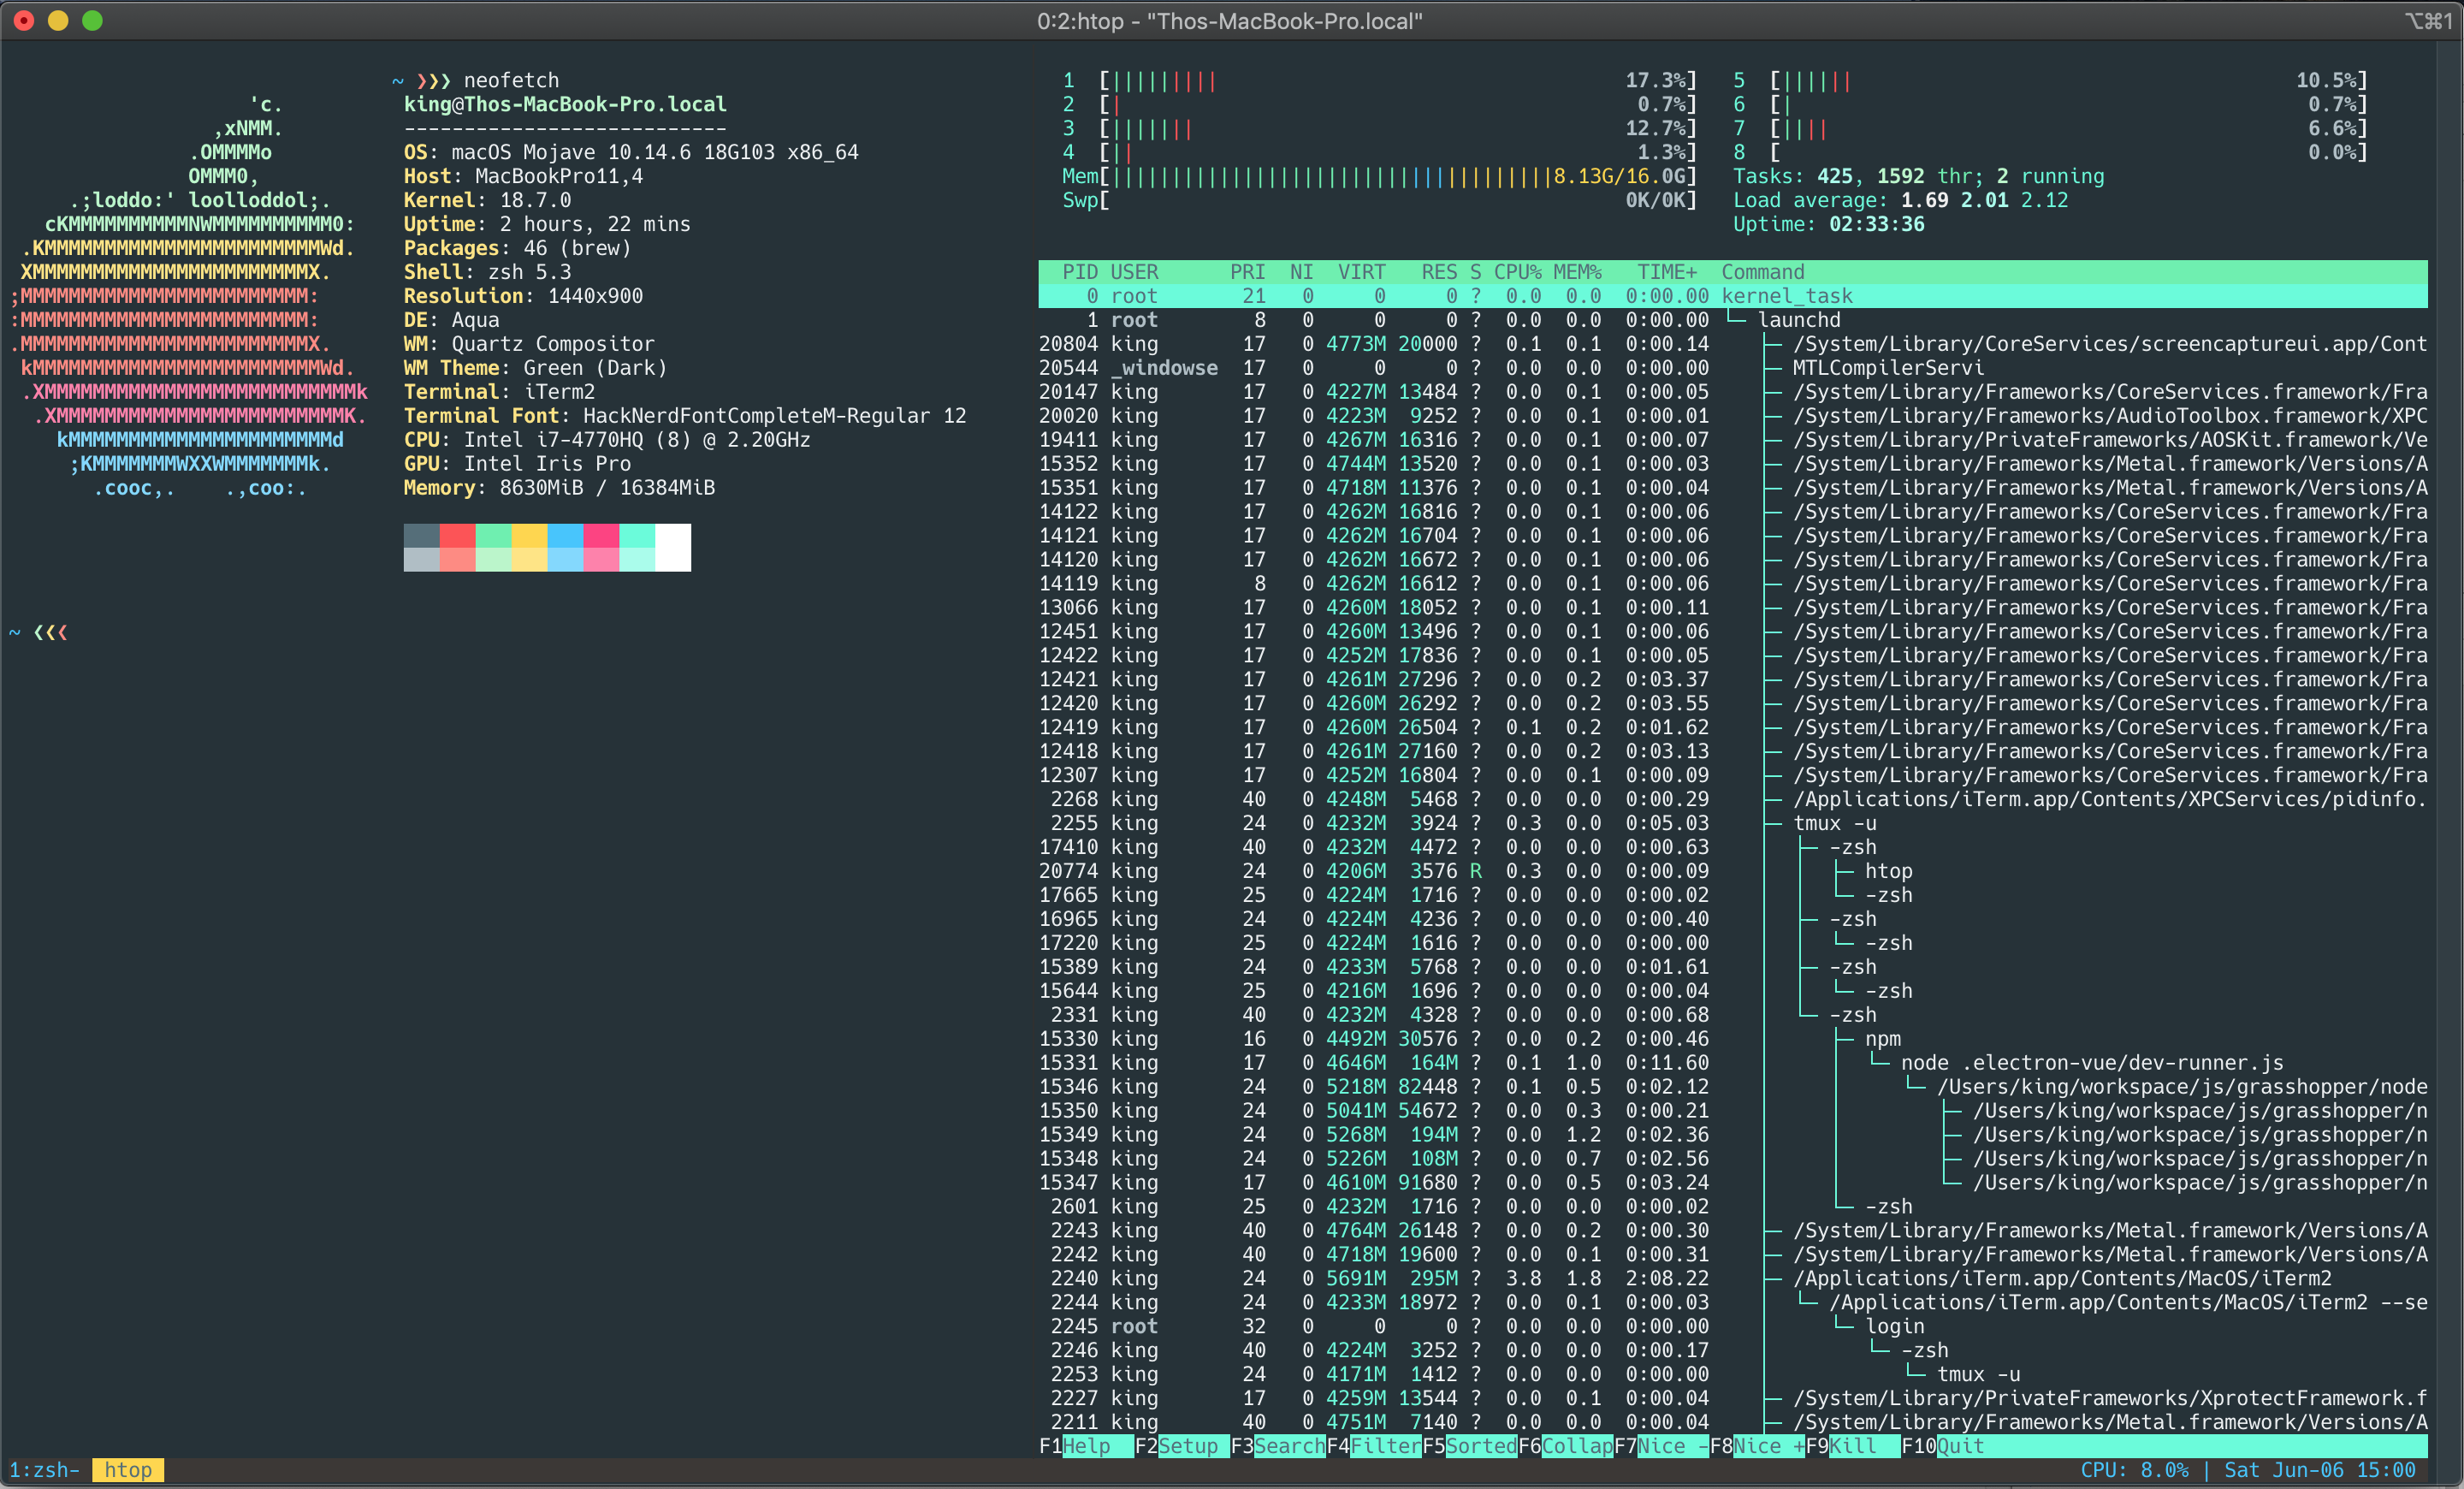 0:2:htop - "Thos-MacBook-Pro.local"
⌥⌘1
~ ❯❯❯ neofetch
'c.
,xNMM.
.OMMMMo
OMMM0,
.;loddo:' loolloddol;.
cKMMMMMMMMMMNWMMMMMMMMMM0:
.KMMMMMMMMMMMMMMMMMMMMMMMWd.
XMMMMMMMMMMMMMMMMMMMMMMMX.
;MMMMMMMMMMMMMMMMMMMMMMMM:
:MMMMMMMMMMMMMMMMMMMMMMMM:
.MMMMMMMMMMMMMMMMMMMMMMMMX.
kMMMMMMMMMMMMMMMMMMMMMMMMWd.
.XMMMMMMMMMMMMMMMMMMMMMMMMMMk
.XMMMMMMMMMMMMMMMMMMMMMMMMK.
kMMMMMMMMMMMMMMMMMMMMMMd
;KMMMMMMMWXXWMMMMMMMk.
.cooc,.    .,coo:.
king@Thos-MacBook-Pro.local
---------------------------
OS: macOS Mojave 10.14.6 18G103 x86_64
Host: MacBookPro11,4
Kernel: 18.7.0
Uptime: 2 hours, 22 mins
Packages: 46 (brew)
Shell: zsh 5.3
Resolution: 1440x900
DE: Aqua
WM: Quartz Compositor
WM Theme: Green (Dark)
Terminal: iTerm2
Terminal Font: HackNerdFontCompleteM-Regular 12
CPU: Intel i7-4770HQ (8) @ 2.20GHz
GPU: Intel Iris Pro
Memory: 8630MiB / 16384MiB
~ ❮❮❮
1 [||||||||| 17.3%]
2 [| 0.7%]
3 [||||||| 12.7%]
4 [|| 1.3%]
Mem[|||||||||||||||||||||||||||||||||||||8.13G/16.0G]
Swp[ 0K/0K]
5 [|||||| 10.5%]
6 [| 0.7%]
7 [|||| 6.6%]
8 [ 0.0%]
Tasks: 425, 1592 thr; 2 running
Load average: 1.69 2.01 2.12
Uptime: 02:33:36
PID USER PRI NI VIRT RES S CPU% MEM% TIME+ Command
0 root 21 0 0 0 ? 0.0 0.0 0:00.00 kernel_task
1 root 8 0 0 0 ? 0.0 0.0 0:00.00 └─ launchd
20804 king 17 0 4773M 20000 ? 0.1 0.1 0:00.14 ├─ /System/Library/CoreServices/screencaptureui.app/Cont
20544 _windowse 17 0 0 0 ? 0.0 0.0 0:00.00 ├─ MTLCompilerServi
20147 king 17 0 4227M 13484 ? 0.0 0.1 0:00.05 ├─ /System/Library/Frameworks/CoreServices.framework/Fra
20020 king 17 0 4223M 9252 ? 0.0 0.1 0:00.01 ├─ /System/Library/Frameworks/AudioToolbox.framework/XPC
19411 king 17 0 4267M 16316 ? 0.0 0.1 0:00.07 ├─ /System/Library/PrivateFrameworks/AOSKit.framework/Ve
15352 king 17 0 4744M 13520 ? 0.0 0.1 0:00.03 ├─ /System/Library/Frameworks/Metal.framework/Versions/A
15351 king 17 0 4718M 11376 ? 0.0 0.1 0:00.04 ├─ /System/Library/Frameworks/Metal.framework/Versions/A
14122 king 17 0 4262M 16816 ? 0.0 0.1 0:00.06 ├─ /System/Library/Frameworks/CoreServices.framework/Fra
14121 king 17 0 4262M 16704 ? 0.0 0.1 0:00.06 ├─ /System/Library/Frameworks/CoreServices.framework/Fra
14120 king 17 0 4262M 16672 ? 0.0 0.1 0:00.06 ├─ /System/Library/Frameworks/CoreServices.framework/Fra
14119 king 8 0 4262M 16612 ? 0.0 0.1 0:00.06 ├─ /System/Library/Frameworks/CoreServices.framework/Fra
13066 king 17 0 4260M 18052 ? 0.0 0.1 0:00.11 ├─ /System/Library/Frameworks/CoreServices.framework/Fra
12451 king 17 0 4260M 13496 ? 0.0 0.1 0:00.06 ├─ /System/Library/Frameworks/CoreServices.framework/Fra
12422 king 17 0 4252M 17836 ? 0.0 0.1 0:00.05 ├─ /System/Library/Frameworks/CoreServices.framework/Fra
12421 king 17 0 4261M 27296 ? 0.0 0.2 0:03.37 ├─ /System/Library/Frameworks/CoreServices.framework/Fra
12420 king 17 0 4260M 26292 ? 0.0 0.2 0:03.55 ├─ /System/Library/Frameworks/CoreServices.framework/Fra
12419 king 17 0 4260M 26504 ? 0.1 0.2 0:01.62 ├─ /System/Library/Frameworks/CoreServices.framework/Fra
12418 king 17 0 4261M 27160 ? 0.0 0.2 0:03.13 ├─ /System/Library/Frameworks/CoreServices.framework/Fra
12307 king 17 0 4252M 16804 ? 0.0 0.1 0:00.09 ├─ /System/Library/Frameworks/CoreServices.framework/Fra
2268 king 40 0 4248M 5468 ? 0.0 0.0 0:00.29 ├─ /Applications/iTerm.app/Contents/XPCServices/pidinfo.
2255 king 24 0 4232M 3924 ? 0.3 0.0 0:05.03 ├─ tmux -u
17410 king 40 0 4232M 4472 ? 0.0 0.0 0:00.63 │ ├─ -zsh
20774 king 24 0 4206M 3576 R 0.3 0.0 0:00.09 │ │ ├─ htop
17665 king 25 0 4224M 1716 ? 0.0 0.0 0:00.02 │ │ └─ -zsh
16965 king 24 0 4224M 4236 ? 0.0 0.0 0:00.40 │ ├─ -zsh
17220 king 25 0 4224M 1616 ? 0.0 0.0 0:00.00 │ │ └─ -zsh
15389 king 24 0 4233M 5768 ? 0.0 0.0 0:01.61 │ ├─ -zsh
15644 king 25 0 4216M 1696 ? 0.0 0.0 0:00.04 │ │ └─ -zsh
2331 king 40 0 4232M 4328 ? 0.0 0.0 0:00.68 │ └─ -zsh
15330 king 16 0 4492M 30576 ? 0.0 0.2 0:00.46 │ ├─ npm
15331 king 17 0 4646M 164M ? 0.1 1.0 0:11.60 │ │ └─ node .electron-vue/dev-runner.js
15346 king 24 0 5218M 82448 ? 0.1 0.5 0:02.12 │ │ └─ /Users/king/workspace/js/grasshopper/node
15350 king 24 0 5041M 54672 ? 0.0 0.3 0:00.21 │ │ ├─ /Users/king/workspace/js/grasshopper/n
15349 king 24 0 5268M 194M ? 0.0 1.2 0:02.36 │ │ ├─ /Users/king/workspace/js/grasshopper/n
15348 king 24 0 5226M 108M ? 0.0 0.7 0:02.56 │ │ ├─ /Users/king/workspace/js/grasshopper/n
15347 king 17 0 4610M 91680 ? 0.0 0.5 0:03.24 │ │ └─ /Users/king/workspace/js/grasshopper/n
2601 king 25 0 4232M 1716 ? 0.0 0.0 0:00.02 │ └─ -zsh
2243 king 40 0 4764M 26148 ? 0.0 0.2 0:00.30 ├─ /System/Library/Frameworks/Metal.framework/Versions/A
2242 king 40 0 4718M 19600 ? 0.0 0.1 0:00.31 ├─ /System/Library/Frameworks/Metal.framework/Versions/A
2240 king 24 0 5691M 295M ? 3.8 1.8 2:08.22 ├─ /Applications/iTerm.app/Contents/MacOS/iTerm2
2244 king 24 0 4233M 18972 ? 0.0 0.1 0:00.03 │ └─ /Applications/iTerm.app/Contents/MacOS/iTerm2 --se
2245 root 32 0 0 0 ? 0.0 0.0 0:00.00 │ └─ login
2246 king 40 0 4224M 3252 ? 0.0 0.0 0:00.17 │ └─ -zsh
2253 king 24 0 4171M 1412 ? 0.0 0.0 0:00.00 │ └─ tmux -u
2227 king 17 0 4259M 13544 ? 0.0 0.1 0:00.04 ├─ /System/Library/PrivateFrameworks/XprotectFramework.f
2211 king 40 0 4751M 7140 ? 0.0 0.0 0:00.04 ├─ /System/Library/Frameworks/Metal.framework/Versions/A
F1Help F2Setup F3SearchF4FilterF5SortedF6CollapF7Nice -F8Nice +F9Kill F10Quit
1:zsh- htop
CPU: 8.0% | Sat Jun-06 15:00